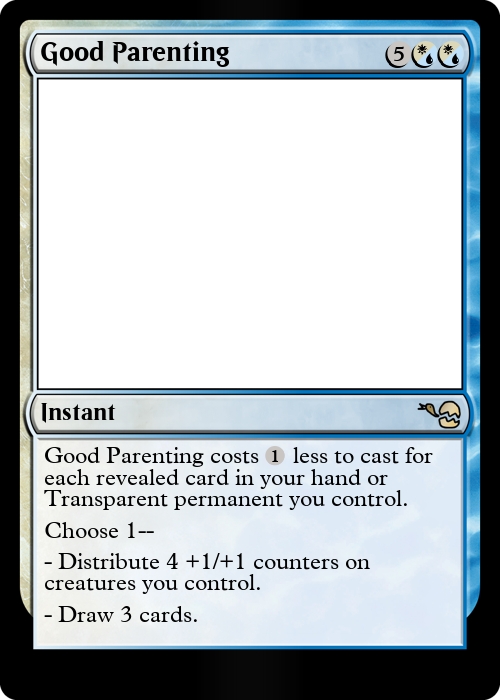 Good Parenting 5
Instant
Good Parenting costs 1 less to cast for
each revealed card in your hand or
Transparent permanent you control.
Choose 1--
- Distribute 4 +1/+1 counters on
creatures you control.
- Draw 3 cards.